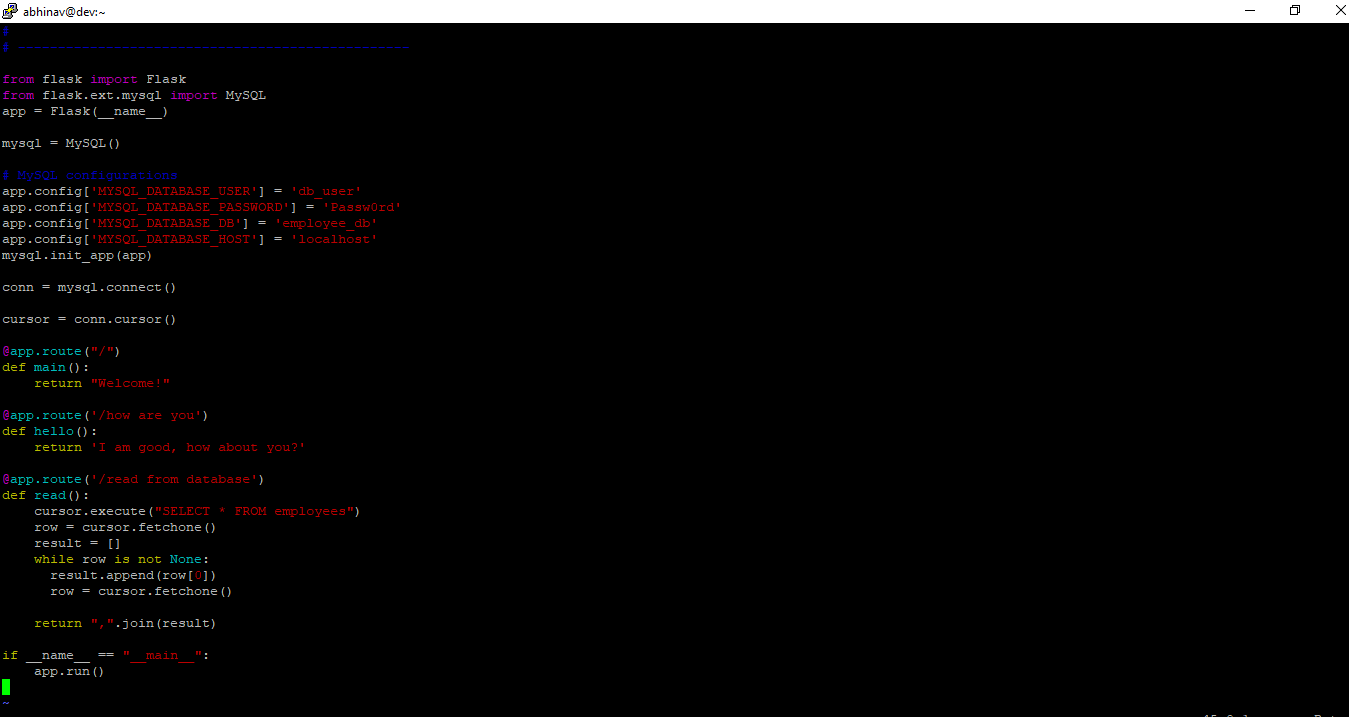 abhinav@dev:~
#
# -------------------------------------------------
from flask import Flask
from flask.ext.mysql import MySQL
app = Flask(__name__)
mysql = MySQL()
# MySQL configurations
app.config['MYSQL_DATABASE_USER'] = 'db_user'
app.config['MYSQL_DATABASE_PASSWORD'] = 'Passw0rd'
app.config['MYSQL_DATABASE_DB'] = 'employee_db'
app.config['MYSQL_DATABASE_HOST'] = 'localhost'
mysql.init_app(app)
conn = mysql.connect()
cursor = conn.cursor()
@app.route("/")
def main():
    return "Welcome!"
@app.route('/how are you')
def hello():
    return 'I am good, how about you?'
@app.route('/read from database')
def read():
    cursor.execute("SELECT * FROM employees")
    row = cursor.fetchone()
    result = []
    while row is not None:
      result.append(row[0])
      row = cursor.fetchone()
    return ",".join(result)
if __name__ == "__main__":
    app.run()
~